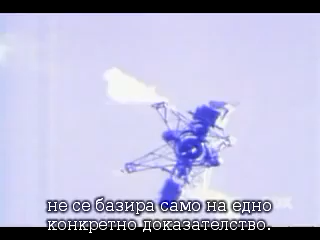 не се базира само на едно
конкретно доказателство.